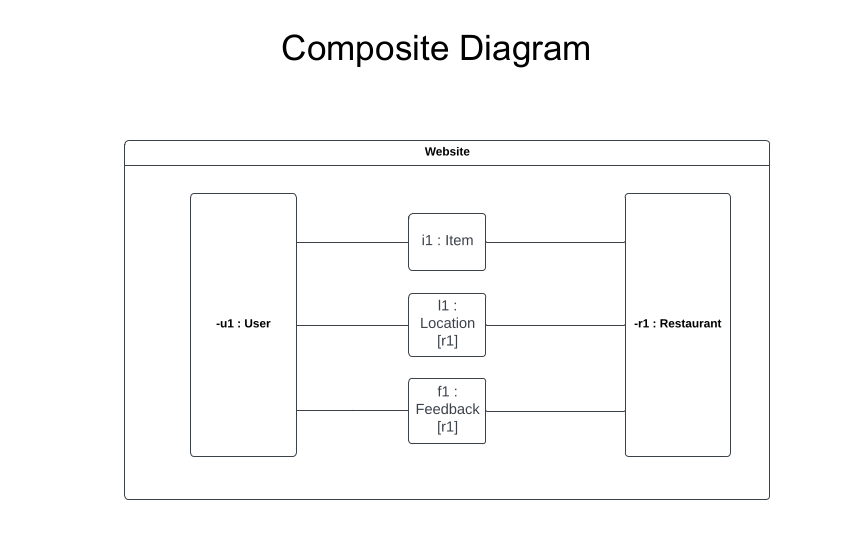 Composite Diagram
Website
i1 : Item
l1 :
Location
[r1]
-u1 : User
-r1 : Restaurant
f1 :
Feedback
[r1]